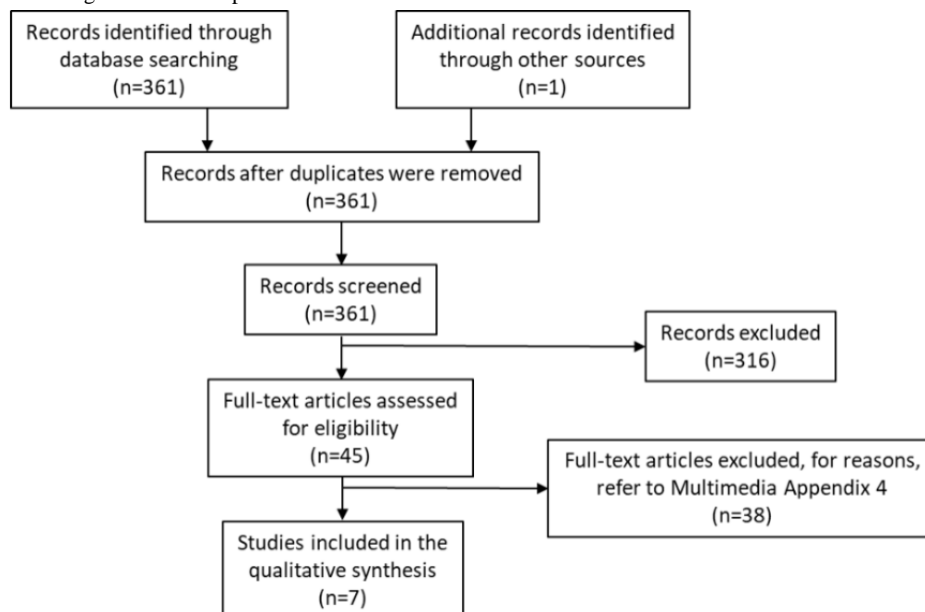 Records identified through
database searching
(n=361)
Additional records identified
through other sources
(n=1)
Records after duplicates were removed
(n=361)
Records screened
(n=361)
Records excluded
(n=316)
Full-text articles assessed
for eligibility
(n=45)
Full-text articles excluded, for reasons,
refer to Multimedia Appendix 4
(n=38)
Studies included in the
qualitative synthesis
(n=7)